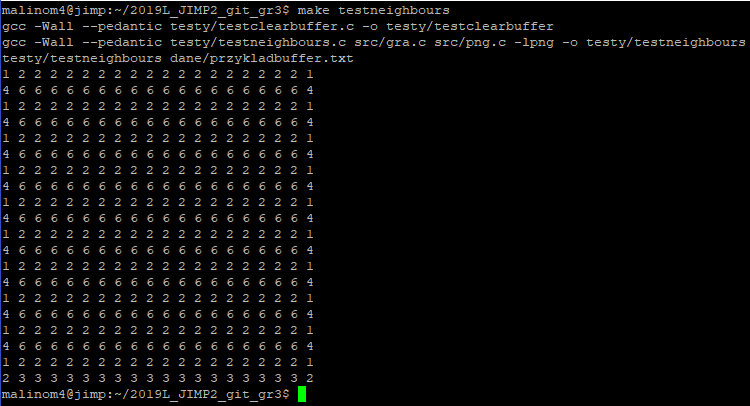 malinom4@jimp:~/2019L_JIMP2_git_gr3$ make testneighbours
gcc -Wall --pedantic testy/testclearbuffer.c -o testy/testclearbuffer
gcc -Wall --pedantic testy/testneighbours.c src/gra.c src/png.c -lpng -o testy/testneighbours
testy/testneighbours dane/przykladbuffer.txt
1 2 2 2 2 2 2 2 2 2 2 2 2 2 2 2 2 2 2 1
4 6 6 6 6 6 6 6 6 6 6 6 6 6 6 6 6 6 6 4
1 2 2 2 2 2 2 2 2 2 2 2 2 2 2 2 2 2 2 1
4 6 6 6 6 6 6 6 6 6 6 6 6 6 6 6 6 6 6 4
1 2 2 2 2 2 2 2 2 2 2 2 2 2 2 2 2 2 2 1
4 6 6 6 6 6 6 6 6 6 6 6 6 6 6 6 6 6 6 4
1 2 2 2 2 2 2 2 2 2 2 2 2 2 2 2 2 2 2 1
4 6 6 6 6 6 6 6 6 6 6 6 6 6 6 6 6 6 6 4
1 2 2 2 2 2 2 2 2 2 2 2 2 2 2 2 2 2 2 1
4 6 6 6 6 6 6 6 6 6 6 6 6 6 6 6 6 6 6 4
1 2 2 2 2 2 2 2 2 2 2 2 2 2 2 2 2 2 2 1
4 6 6 6 6 6 6 6 6 6 6 6 6 6 6 6 6 6 6 4
1 2 2 2 2 2 2 2 2 2 2 2 2 2 2 2 2 2 2 1
4 6 6 6 6 6 6 6 6 6 6 6 6 6 6 6 6 6 6 4
1 2 2 2 2 2 2 2 2 2 2 2 2 2 2 2 2 2 2 1
4 6 6 6 6 6 6 6 6 6 6 6 6 6 6 6 6 6 6 4
1 2 2 2 2 2 2 2 2 2 2 2 2 2 2 2 2 2 2 1
4 6 6 6 6 6 6 6 6 6 6 6 6 6 6 6 6 6 6 4
1 2 2 2 2 2 2 2 2 2 2 2 2 2 2 2 2 2 2 1
2 3 3 3 3 3 3 3 3 3 3 3 3 3 3 3 3 3 3 2
malinom4@jimp:~/2019L_JIMP2_git_gr3$